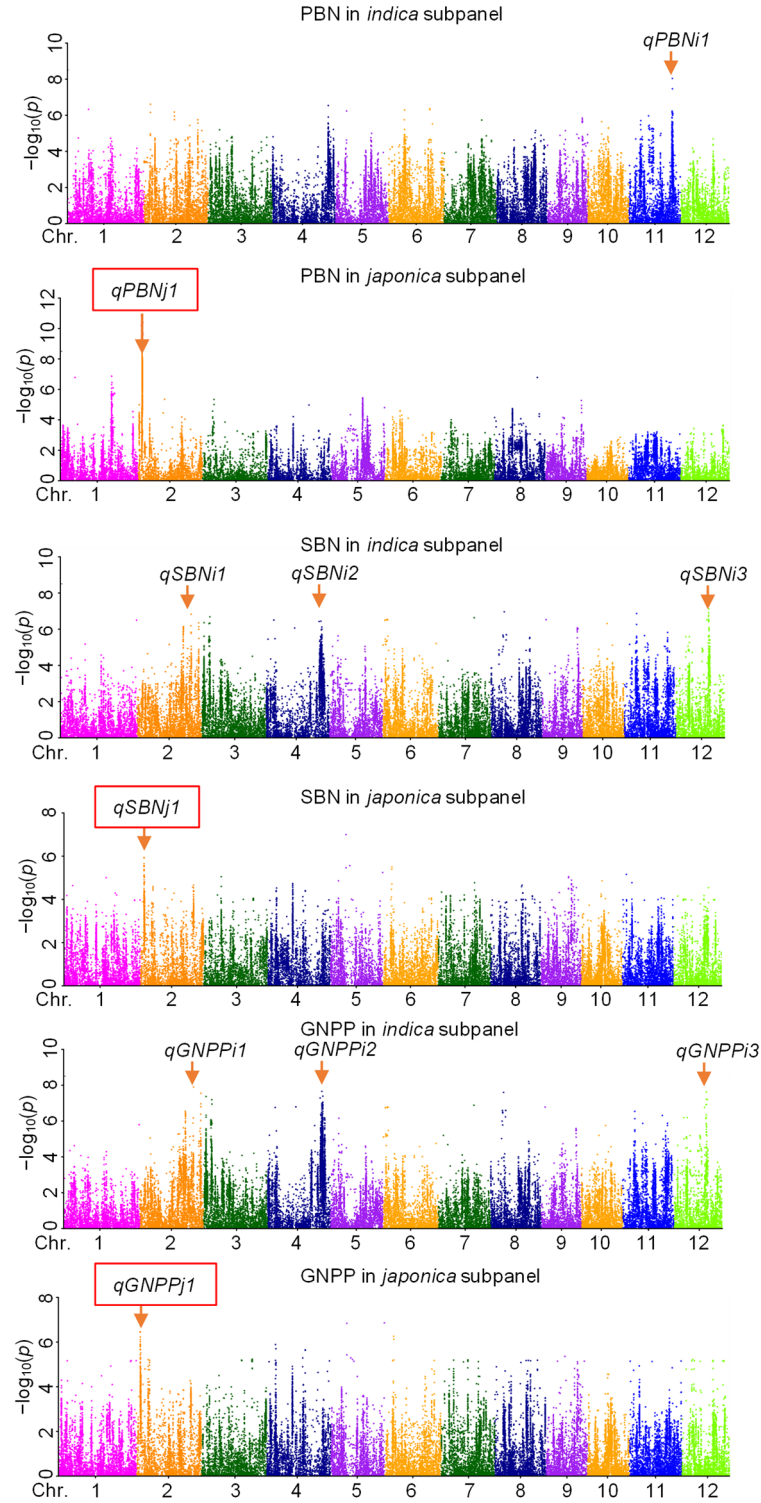 PBN in indica subpanel
qPBNi1
−log10(p)
10
8
6
4
2
0
Chr. 1 2 3 4 5 6 7 8 9 10 11 12
PBN in japonica subpanel
qPBNj1
−log10(p)
12
10
8
6
4
2
0
Chr. 1 2 3 4 5 6 7 8 9 10 11 12
SBN in indica subpanel
qSBNi1 qSBNi2 qSBNi3
−log10(p)
10
8
6
4
2
0
Chr. 1 2 3 4 5 6 7 8 9 10 11 12
SBN in japonica subpanel
qSBNj1
−log10(p)
8
6
4
2
0
Chr. 1 2 3 4 5 6 7 8 9 10 11 12
GNPP in indica subpanel
qGNPPi1 qGNPPi2 qGNPPi3
−log10(p)
10
8
6
4
2
0
Chr. 1 2 3 4 5 6 7 8 9 10 11 12
GNPP in japonica subpanel
qGNPPj1
−log10(p)
8
6
4
2
0
Chr. 1 2 3 4 5 6 7 8 9 10 11 12